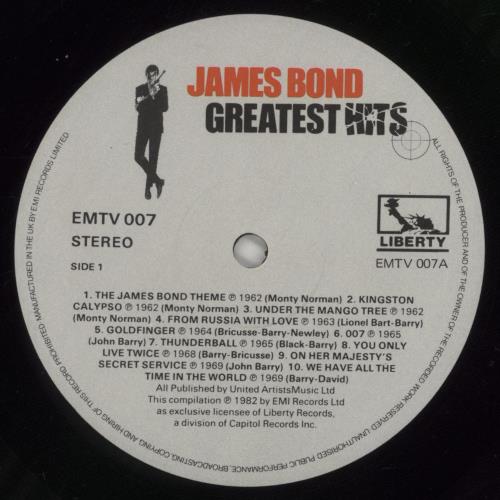 JAMES BOND
GREATEST HITS
EMTV 007
STEREO
SIDE 1
LIBERTY
EMTV 007A
1. THE JAMES BOND THEME ℗ 1962 (Monty Norman) 2. KINGSTON
CALYPSO ℗ 1962 (Monty Norman) 3. UNDER THE MANGO TREE ℗ 1962
(Monty Norman) 4. FROM RUSSIA WITH LOVE ℗ 1963 (Lionel Bart-Barry)
5. GOLDFINGER ℗ 1964 (Bricusse-Barry-Newley) 6. 007 ℗ 1965
(John Barry) 7. THUNDERBALL ℗ 1965 (Black-Barry) 8. YOU ONLY
LIVE TWICE ℗ 1968 (Barry-Bricusse) 9. ON HER MAJESTY'S
SECRET SERVICE ℗ 1969 (John Barry) 10. WE HAVE ALL THE
TIME IN THE WORLD ℗ 1969 (Barry-David)
All Published by United ArtistsMusic Ltd
This compilation ℗ 1982 by EMI Records Ltd
as exclusive licensee of Liberty Records,
a division of Capitol Records Inc.
ALL RIGHTS OF THE PRODUCER AND OF THE OWNER OF THE RECORDED WORK RESERVED. UNAUTHORISED PUBLIC PERFORMANCE, BROADCASTING, COPYING, AND HIRING OF THIS RECORD PROHIBITED. MANUFACTURED IN THE UK BY EMI RECORDS LIMITED